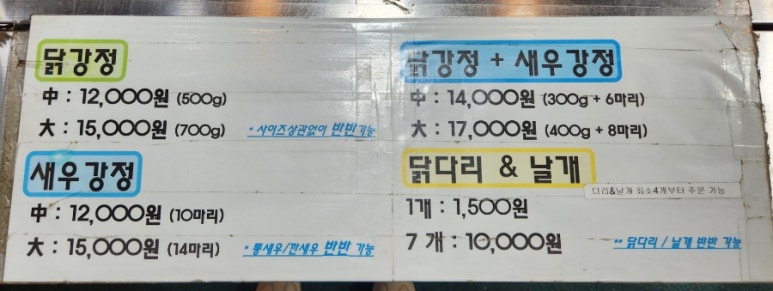 닭강정
中 : 12,000원 (500g)
大 : 15,000원 (700g)
* 사이즈상관없이 반반가능
새우강정
中 : 12,000원 (10마리)
大 : 15,000원 (14마리)
* 통새우/깐새우 반반 가능
닭강정 + 새우강정
中 : 14,000원 (300g + 6마리)
大 : 17,000원 (400g + 8마리)
닭다리 & 날개
다리&날개 최소4개부터 주문 가능
1개 : 1,500원
7 개 : 10,000원
** 닭다리 / 날개 반반 가능